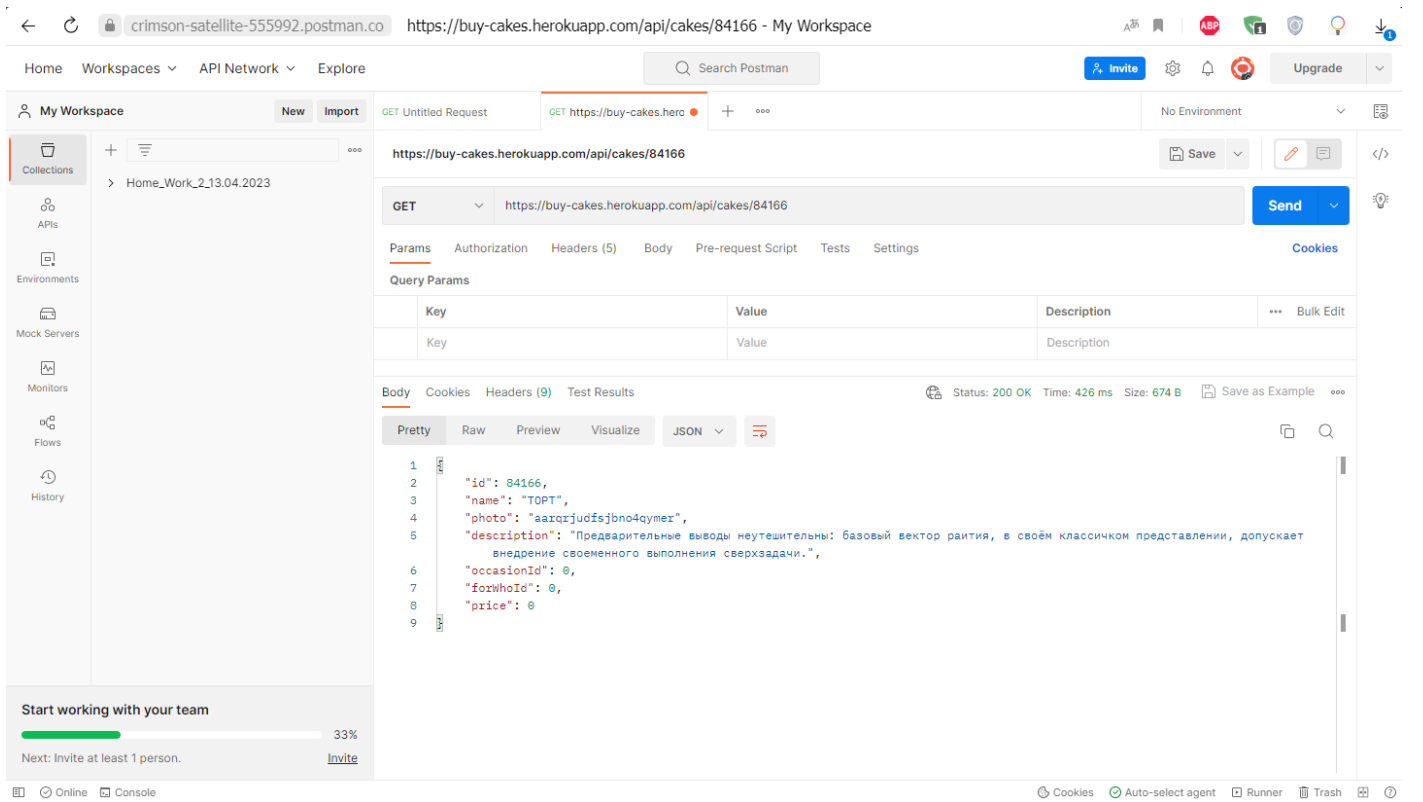 crimson-satellite-555992.postman.co https://buy-cakes.herokuapp.com/api/cakes/84166 - My Workspace
ABP 1 1
Home Workspaces API Network Explore Search Postman Invite Upgrade
My Workspace New Import GET Untitled Request GET https://buy-cakes.hero No Environment
Collections
https://buy-cakes.herokuapp.com/api/cakes/84166 Save
Home_Work_2_13.04.2023
APIs
GET https://buy-cakes.herokuapp.com/api/cakes/84166 Send
Params Authorization Headers (5) Body Pre-request Script Tests Settings Cookies
Environments
Query Params
Key Value Description Bulk Edit
Mock Servers
Key Value Description
Monitors
Body Cookies Headers (9) Test Results Status: 200 OK Time: 426 ms Size: 674 B Save as Example
Flows
Pretty Raw Preview Visualize JSON
History
1 {
2 "id": 84166,
3 "name": "ТОРТ",
4 "photo": "aarqrjudfsjbno4qymer",
5 "description": "Предварительные выводы неутешительны: базовый вектор раития, в своём классичком представлении, допускает
внедрение своеменного выполнения сверхзадачи.",
6 "occasionId": 0,
7 "forWhoId": 0,
8 "price": 0
9 }
Start working with your team
33%
Next: Invite at least 1 person. Invite
Online Console Cookies Auto-select agent Runner Trash